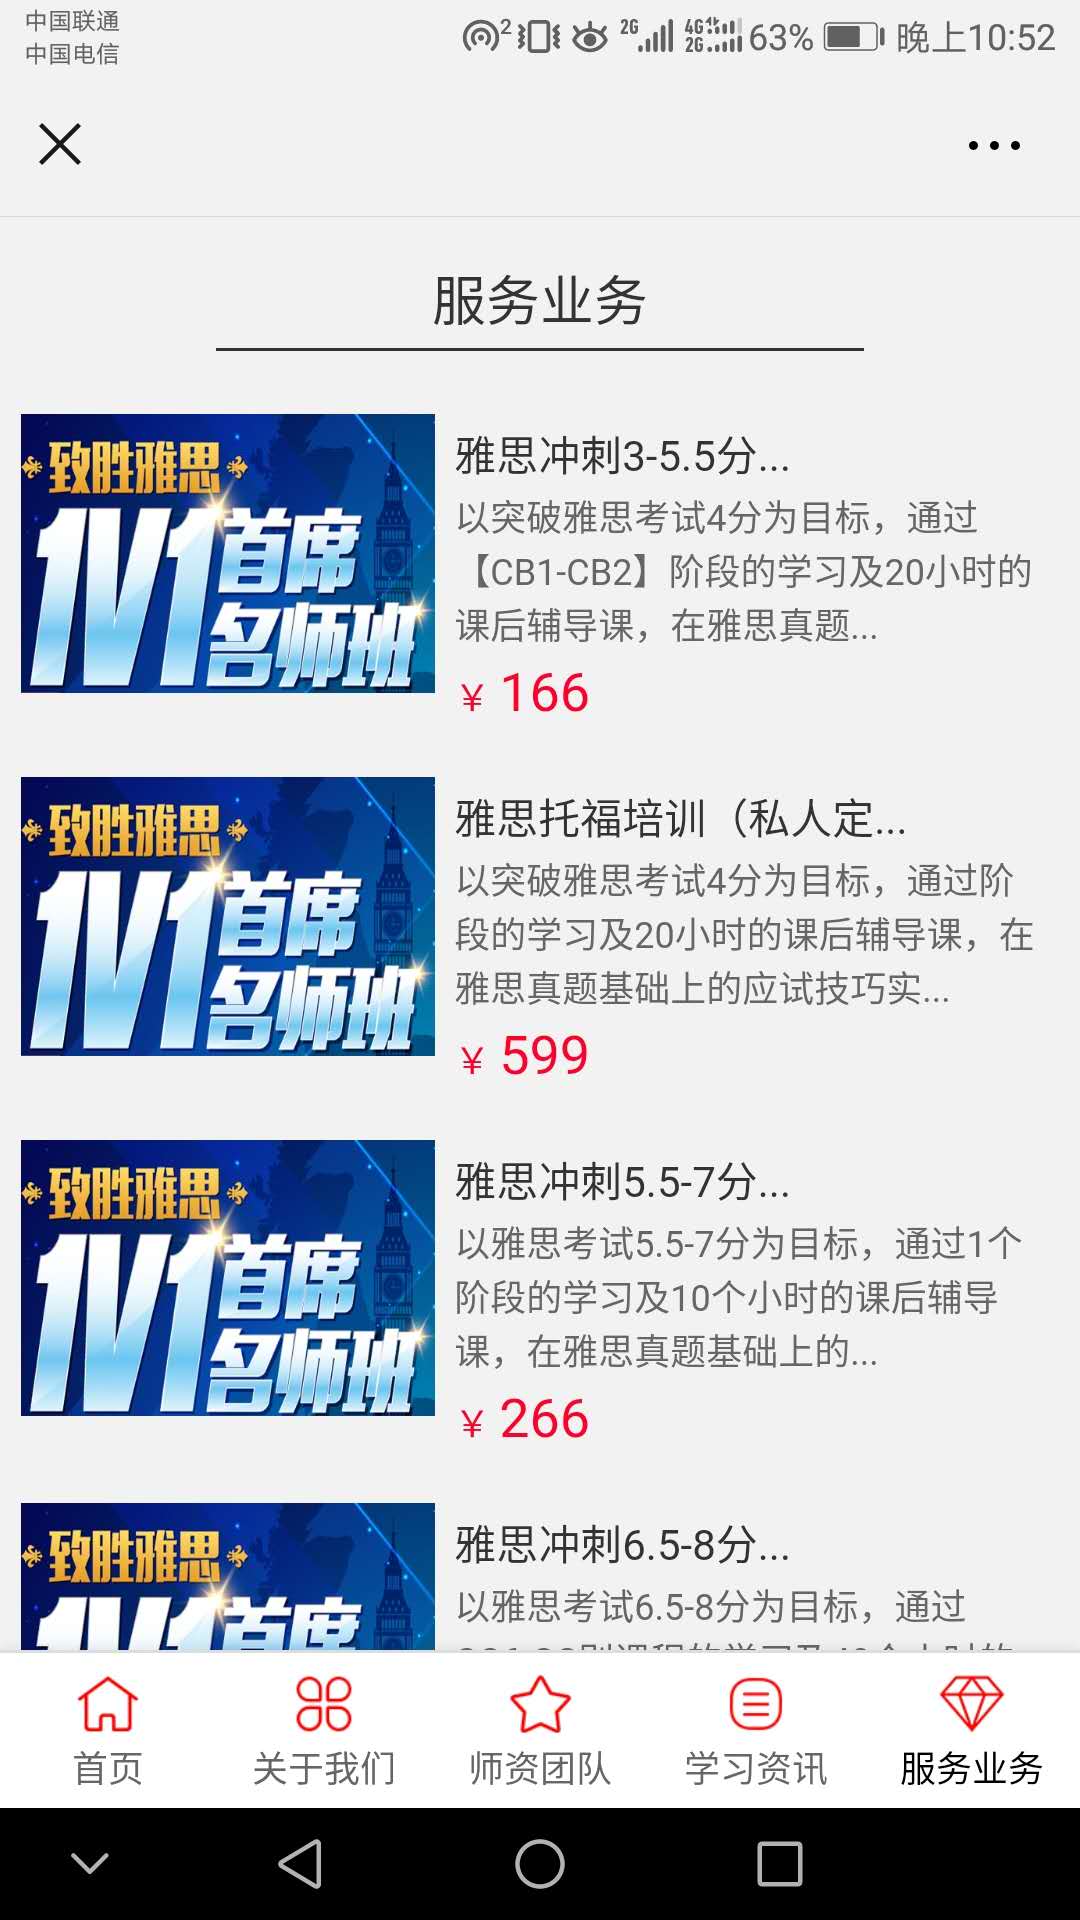 中国联通
中国电信
2
2G
4G
2G
63%
晚上10:52
服务业务
致胜雅思
1V1首席
名师班
雅思冲刺3-5.5分...
以突破雅思考试4分为目标，通过
【CB1-CB2】阶段的学习及20小时的
课后辅导课，在雅思真题...
¥ 166
致胜雅思
1V1首席
名师班
雅思托福培训（私人定...
以突破雅思考试4分为目标，通过阶
段的学习及20小时的课后辅导课，在
雅思真题基础上的应试技巧实...
¥ 599
致胜雅思
1V1首席
名师班
雅思冲刺5.5-7分...
以雅思考试5.5-7分为目标，通过1个
阶段的学习及10个小时的课后辅导
课，在雅思真题基础上的...
¥ 266
致胜雅思
1V1首席
雅思冲刺6.5-8分...
以雅思考试6.5-8分为目标，通过
首页
关于我们
师资团队
学习资讯
服务业务